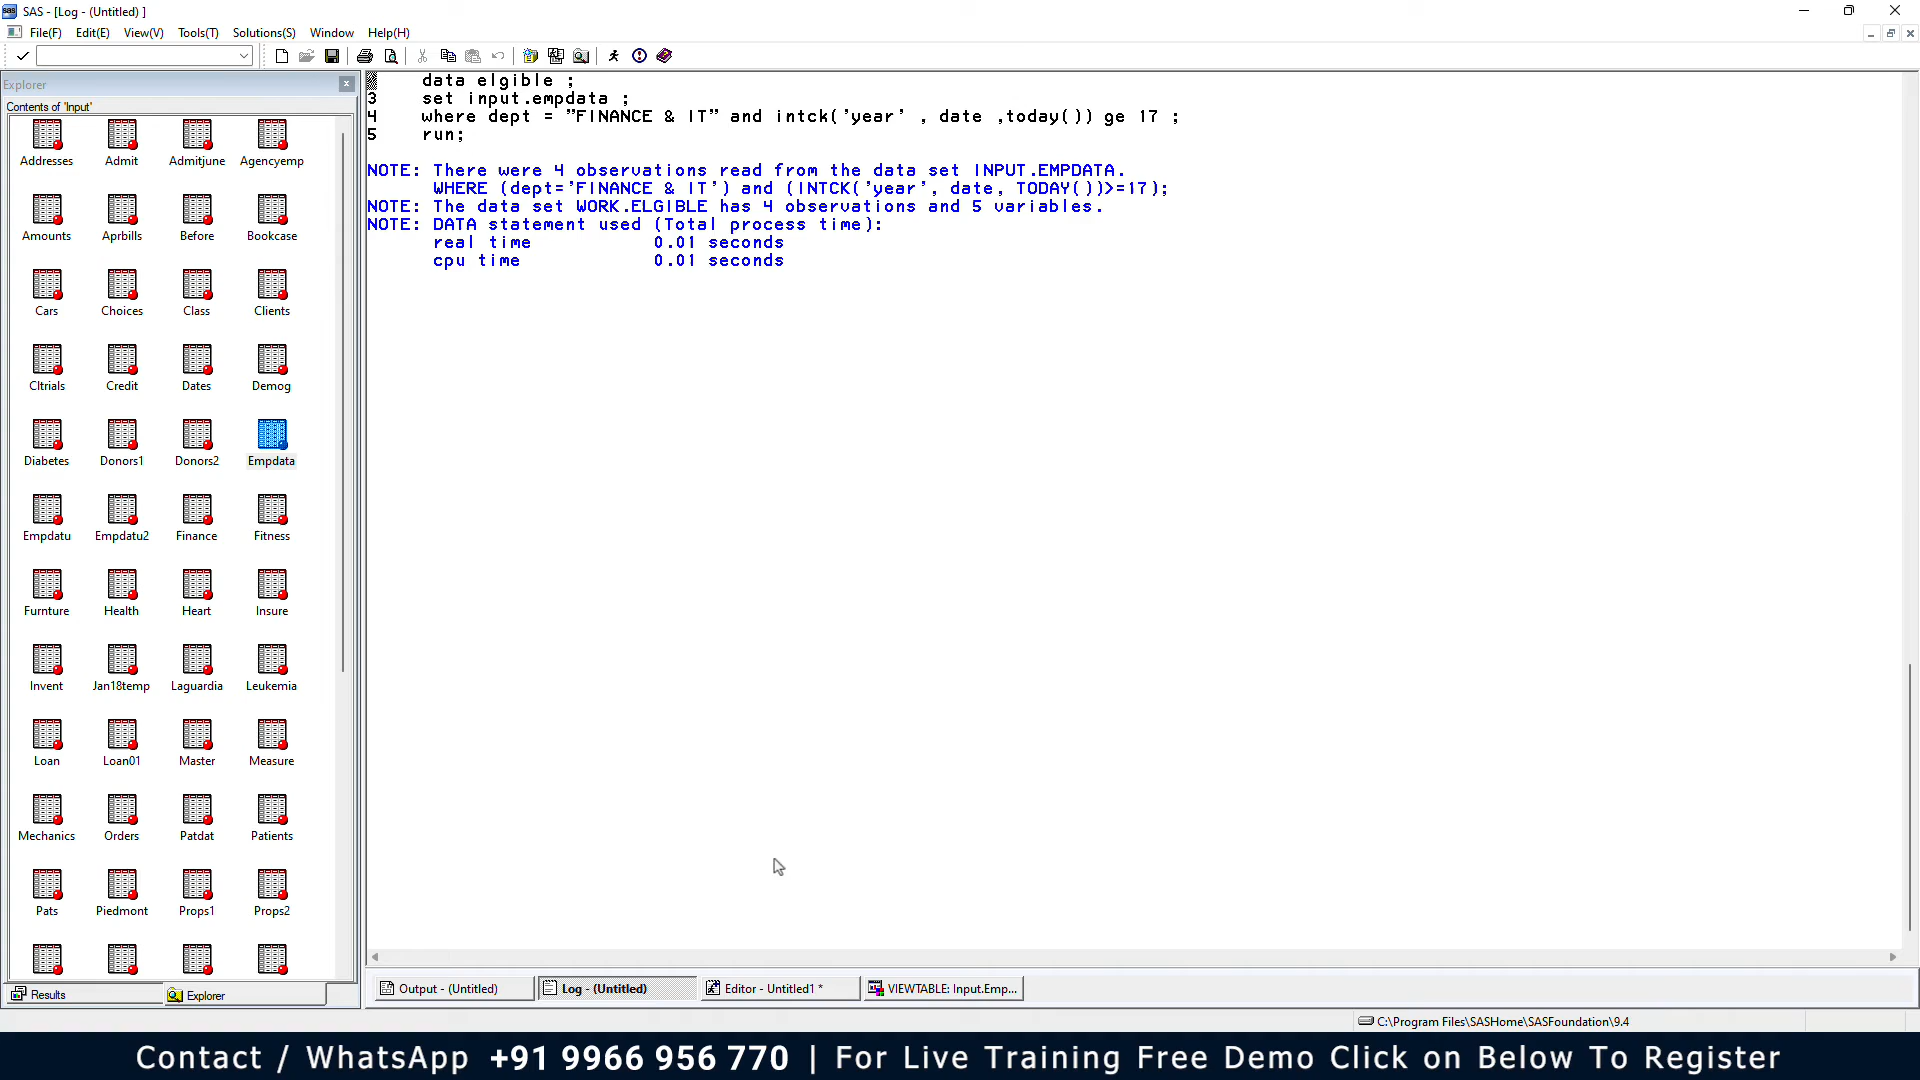 SAS - [Log - (Untitled) ]
File(F) Edit(E) View(V) Tools(T) Solutions(S) Window Help(H)
Explorer
Contents of 'Input'
Addresses Admit Admitjune Agencyemp
Amounts Aprbills Before Bookcase
Cars Choices Class Clients
Cltrials Credit Dates Demog
Diabetes Donors1 Donors2 Empdata
Empdatu Empdatu2 Finance Fitness
Furnture Health Heart Insure
Invent Jan18temp Laguardia Leukemia
Loan Loan01 Master Measure
Mechanics Orders Patdat Patients
Pats Piedmont Props1 Props2
Results Explorer
data elgible ;
3 set input.empdata ;
4 where dept = "FINANCE & IT" and intck('year' , date ,today()) ge 17 ;
5 run;
NOTE: There were 4 observations read from the data set INPUT.EMPDATA.
WHERE (dept='FINANCE & IT') and (INTCK('year', date, TODAY())>=17);
NOTE: The data set WORK.ELGIBLE has 4 observations and 5 variables.
NOTE: DATA statement used (Total process time):
real time 0.01 seconds
cpu time 0.01 seconds
Output - (Untitled) Log - (Untitled) Editor - Untitled1 * VIEWTABLE: Input.Emp...
C:\Program Files\SASHome\SASFoundation\9.4
Contact / WhatsApp +91 9966 956 770 | For Live Training Free Demo Click on Below To Register